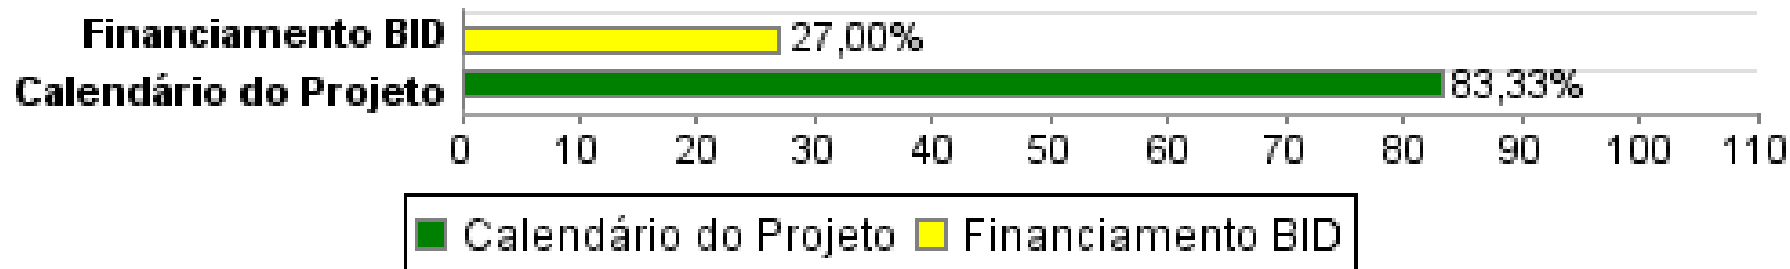 Financiamento BID
27,00%
Calendário do Projeto
83,33%
0 10 20 30 40 50 60 70 80 90 100 110
Calendário do Projeto Financiamento BID